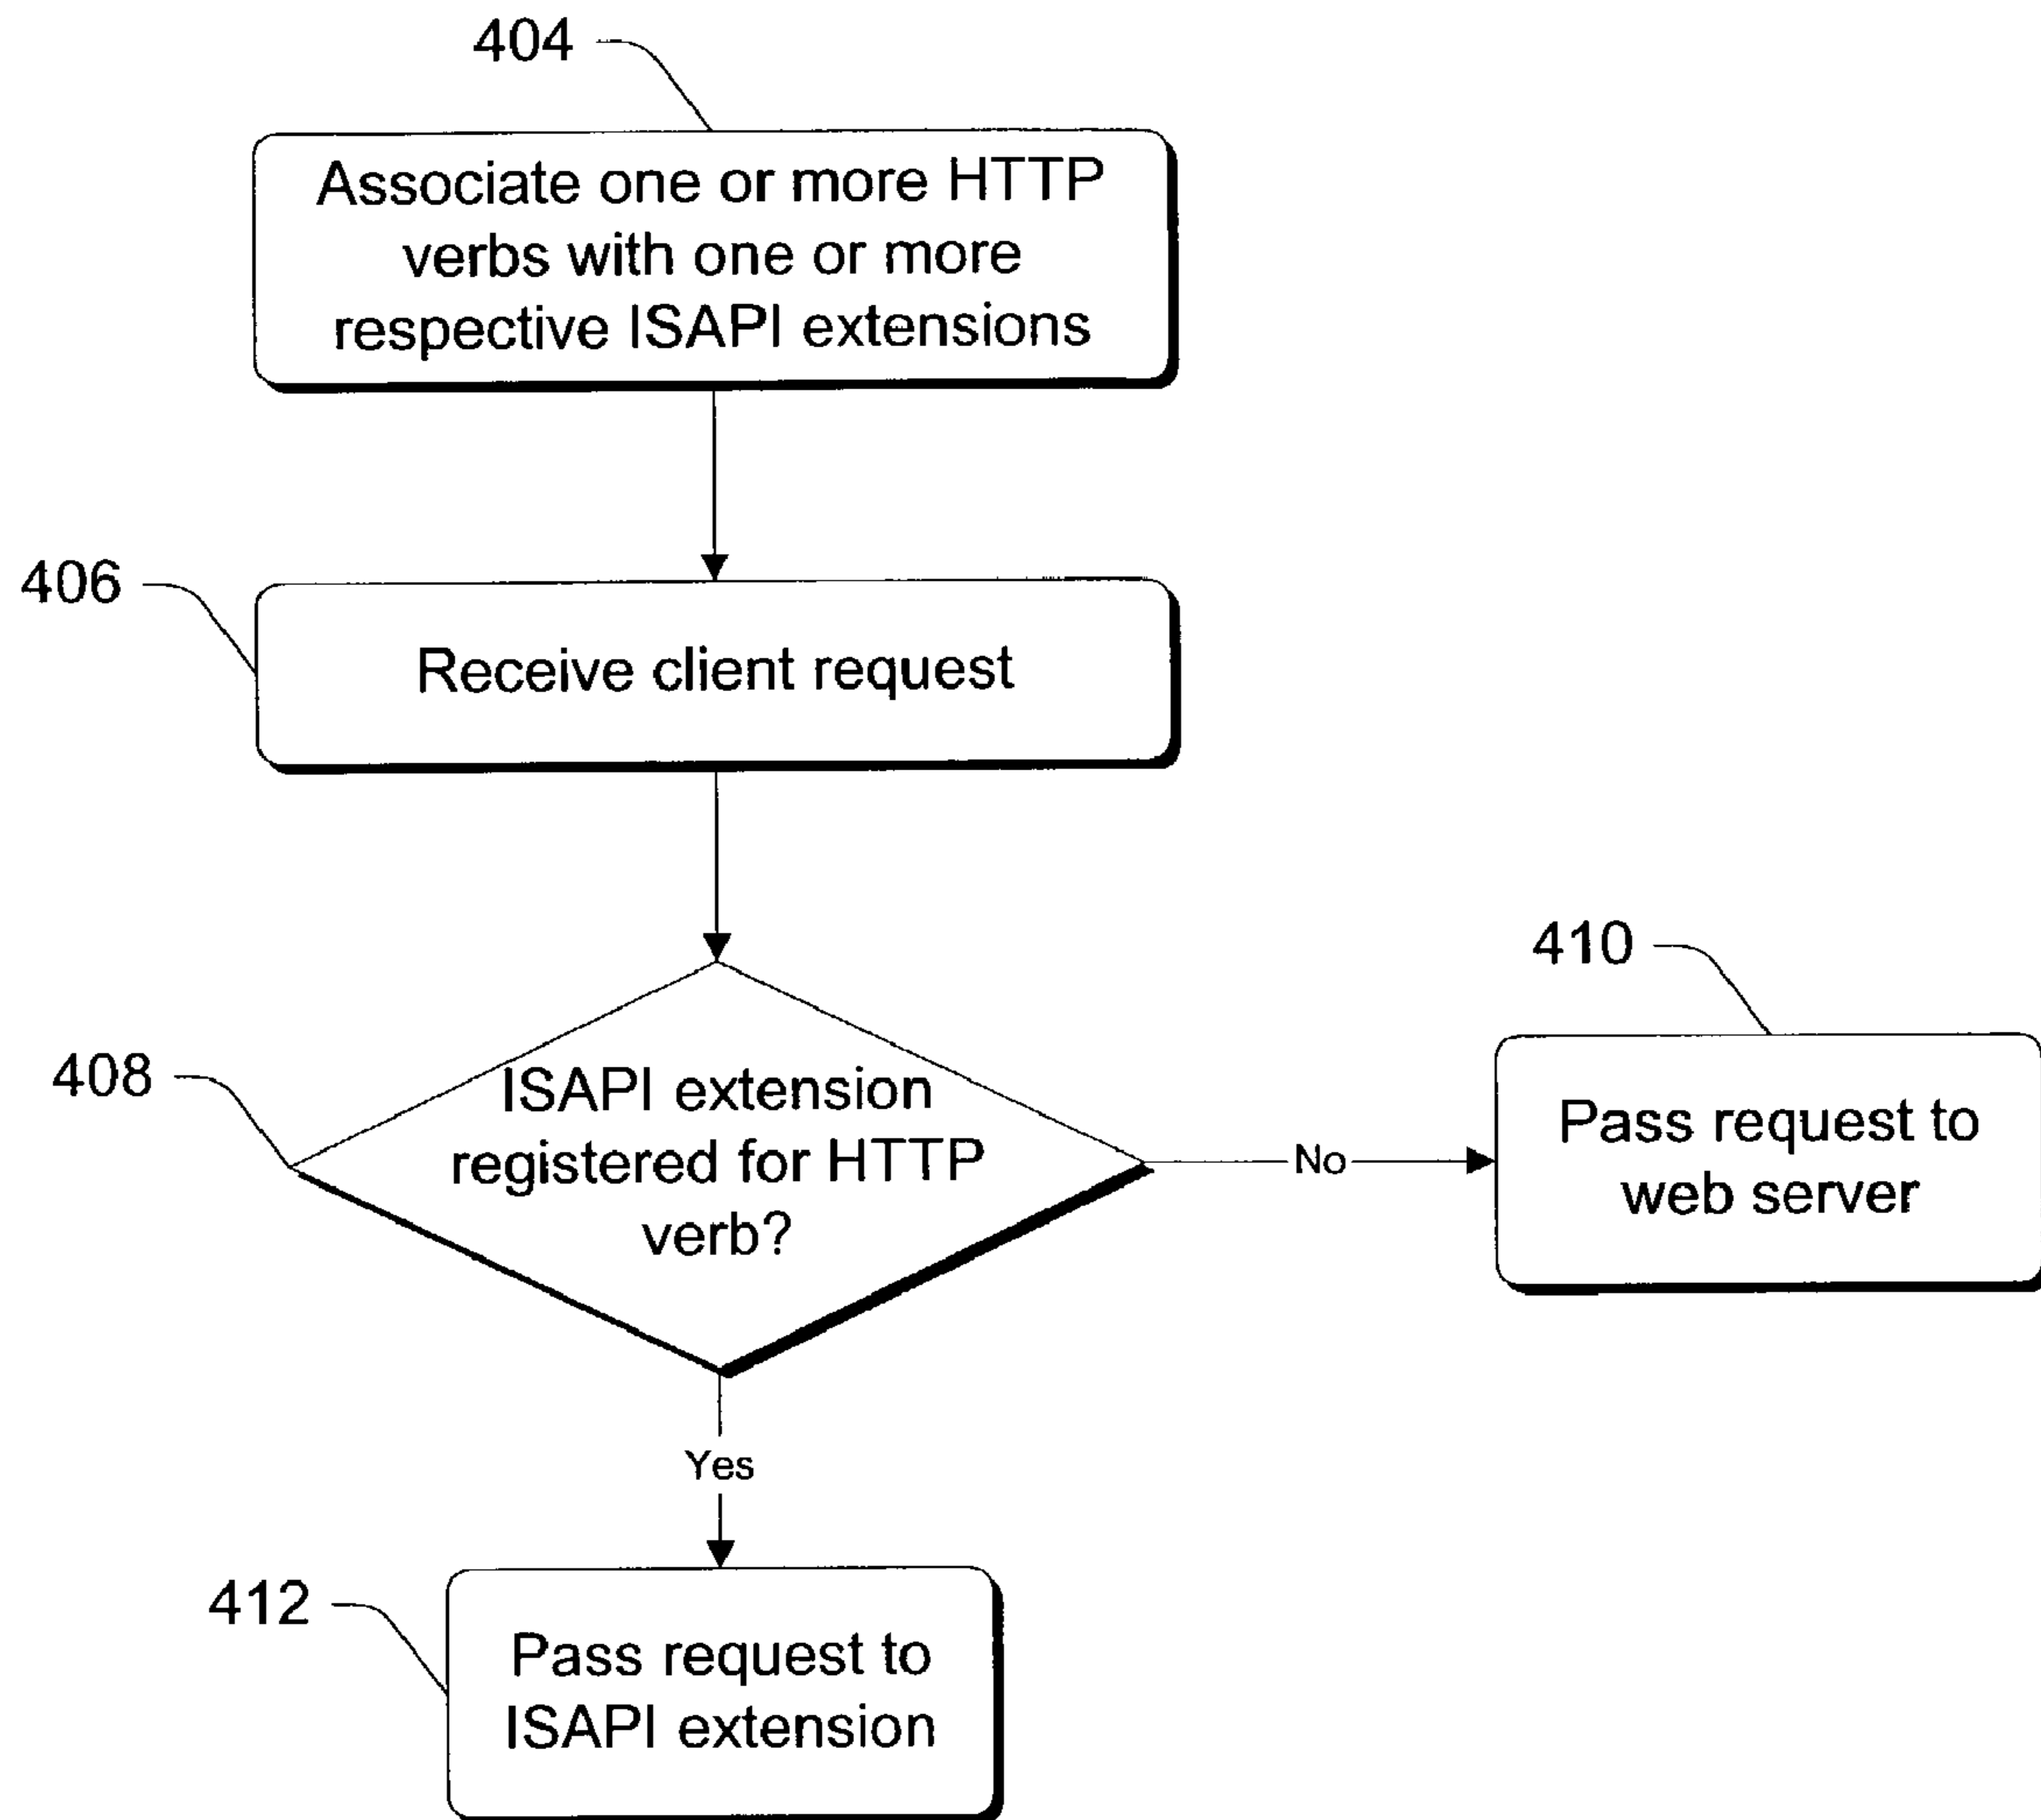 404
Associate one or more HTTP
verbs with one or more
respective ISAPI extensions
406
Receive client request
408
ISAPI extension
registered for HTTP
verb?
No
410
Pass request to
web server
Yes
412
Pass request to
ISAPI extension